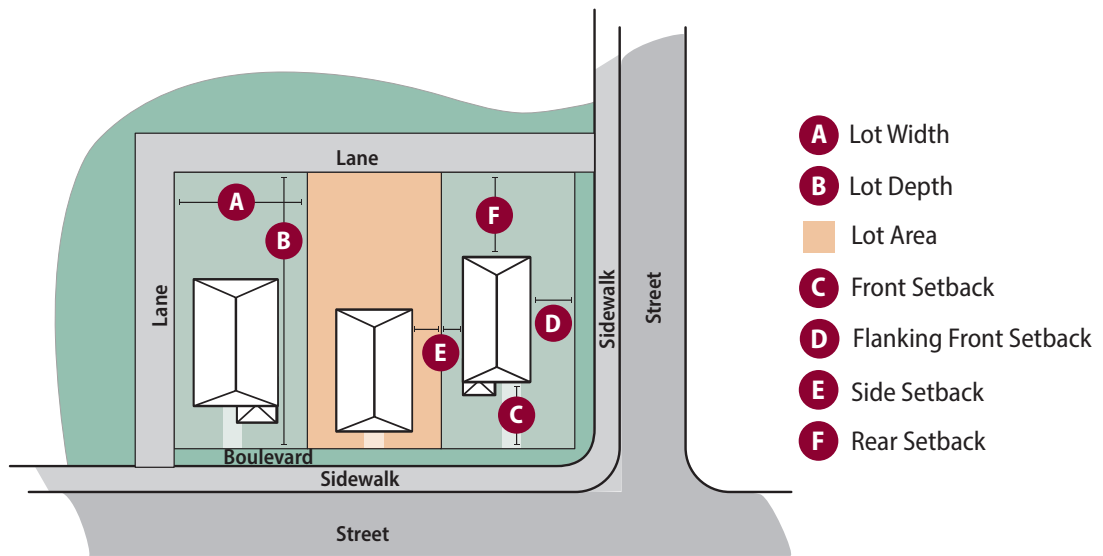 Lane
Lane
A
B
F
D
E
C
Sidewalk
Street
Boulevard
Sidewalk
Street
A Lot Width
B Lot Depth
Lot Area
C Front Setback
D Flanking Front Setback
E Side Setback
F Rear Setback